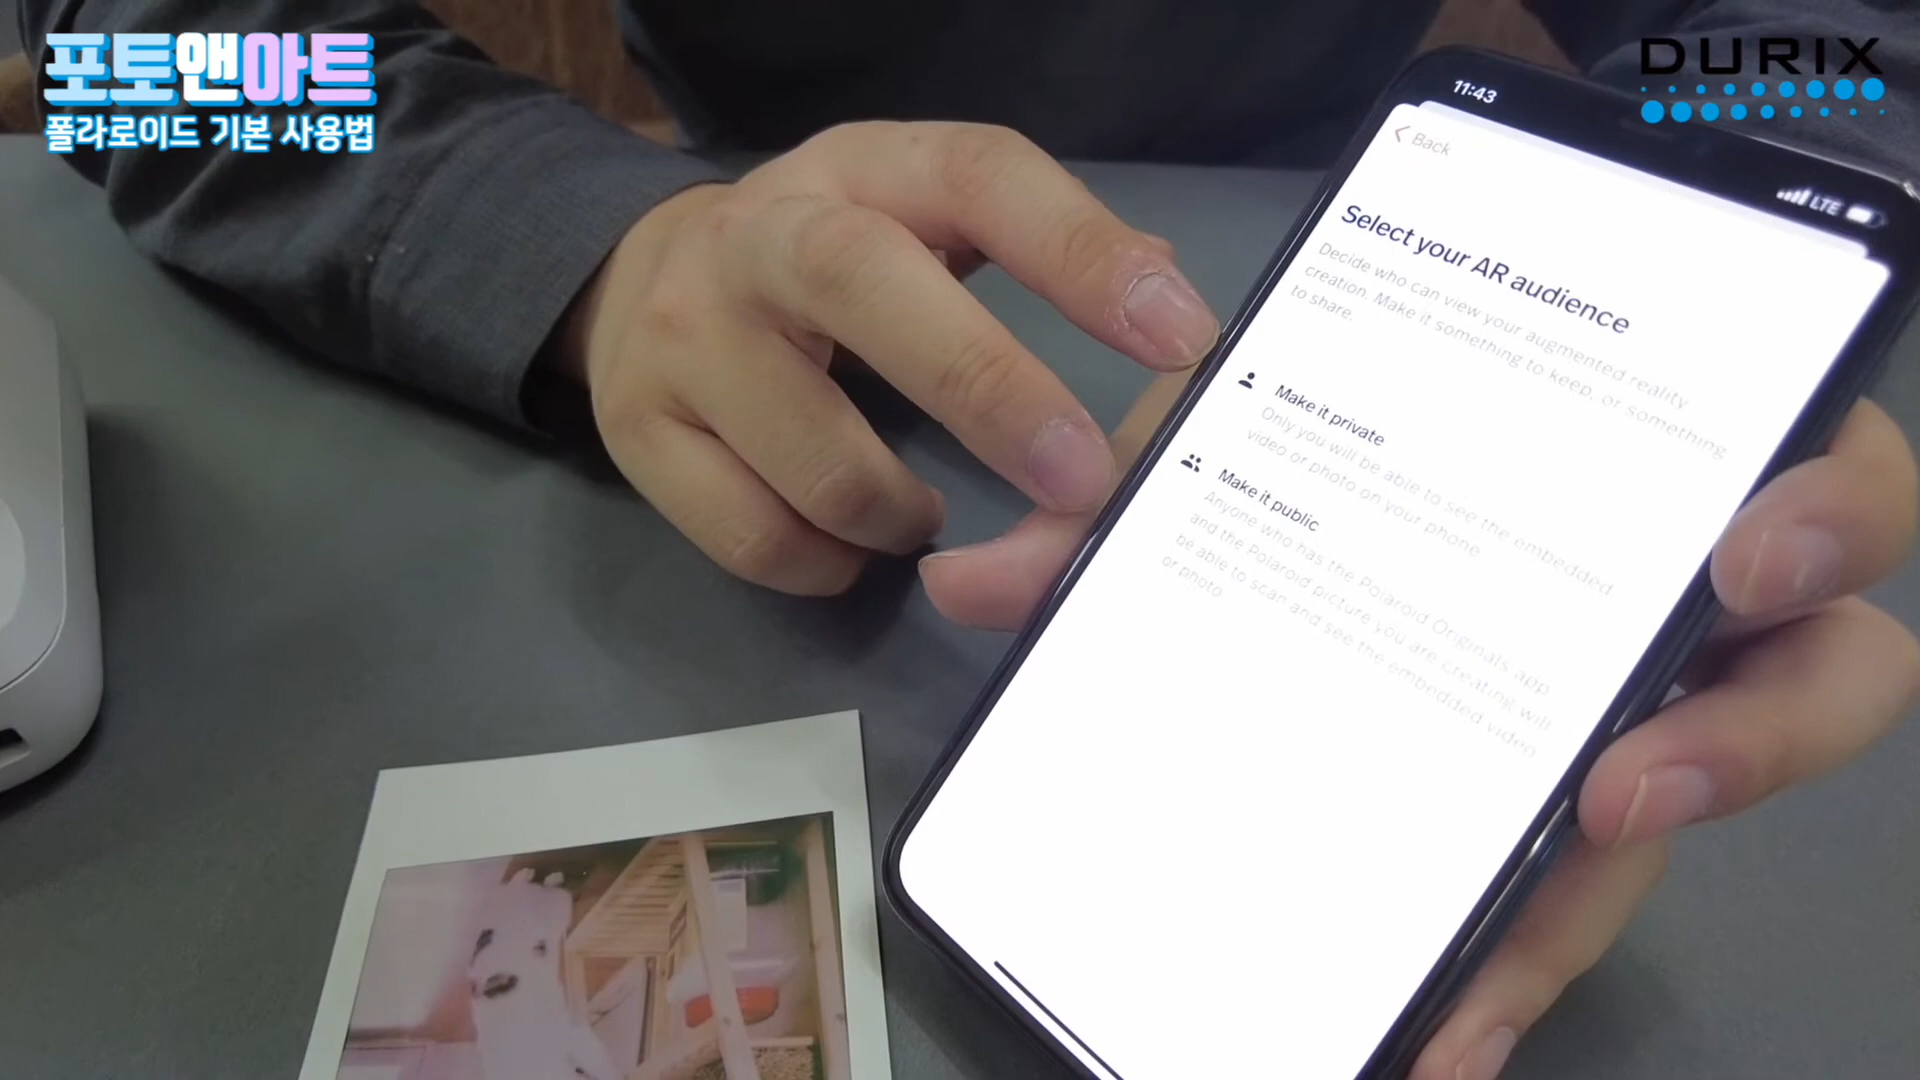 포토앤아트
폴라로이드 기본 사용법
DURIX
11:43
LTE
Back
Select your AR audience
Decide who can view your augmented reality
creation. Make it something to keep, or something
to share.
Make it private
Only you will be able to see the embedded
video or photo on your phone
Make it public
Anyone who has the Polaroid Originals app
and the Polaroid picture you are creating will
be able to scan and see the embedded video
or photo